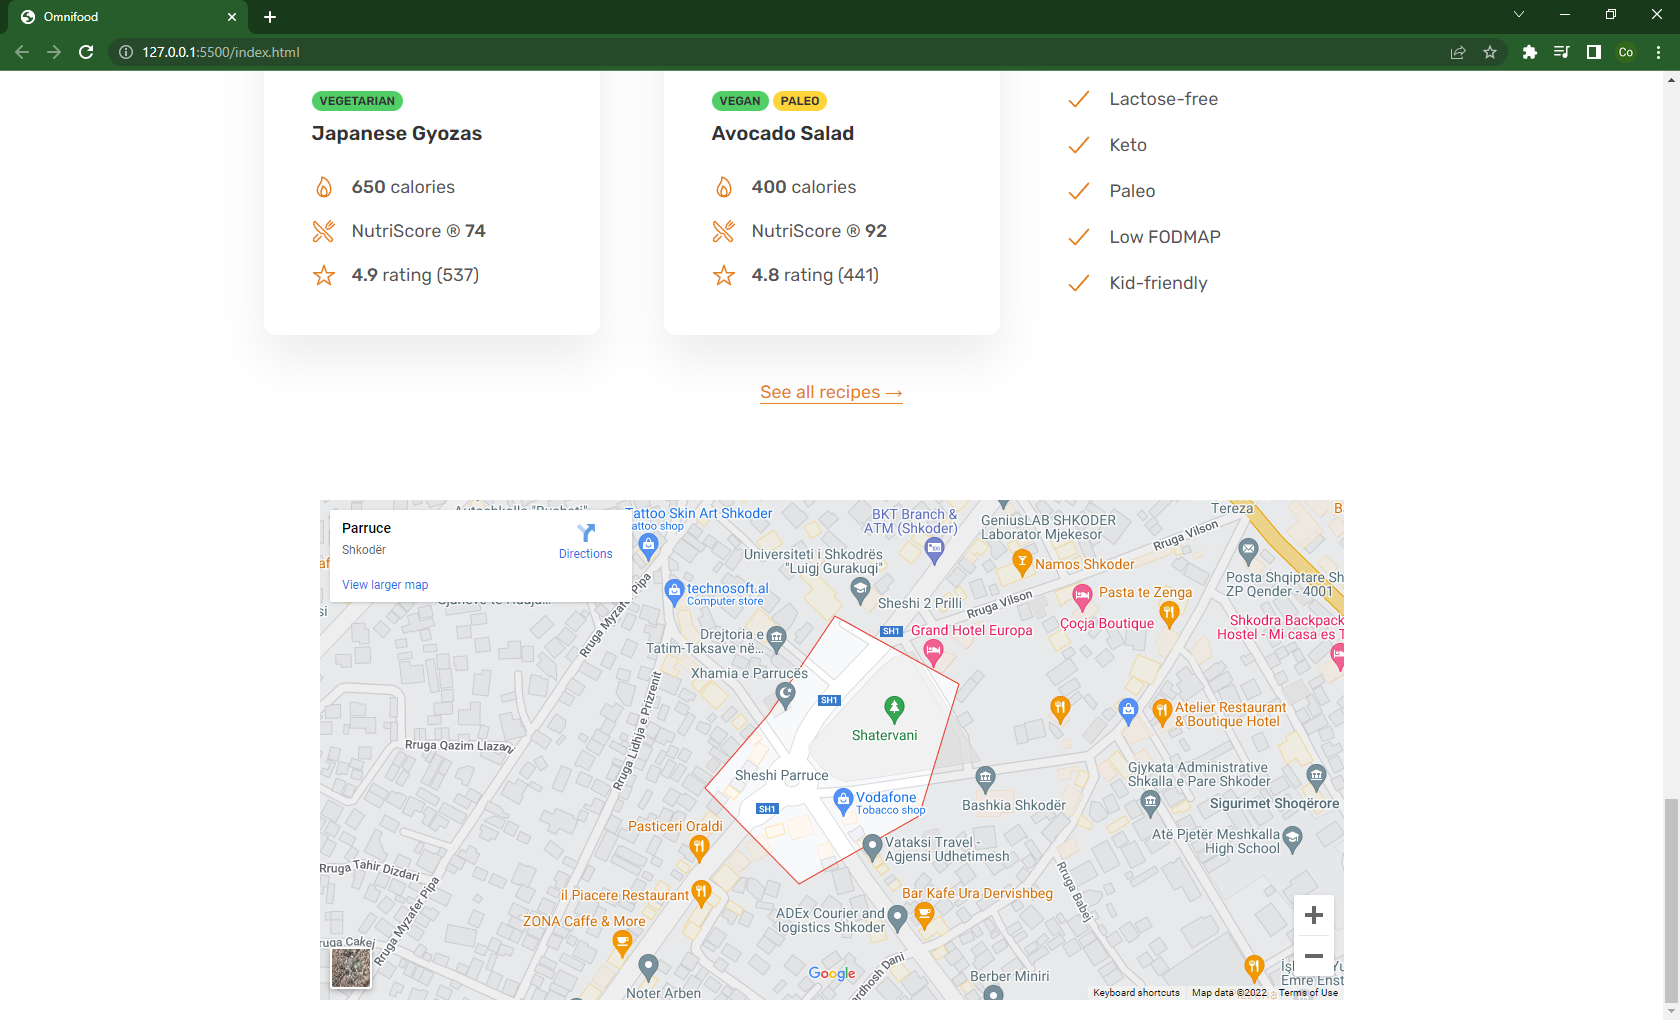 Omnifood
127.0.0.1:5500/index.html
Co
VEGETARIAN
Japanese Gyozas
650 calories
NutriScore ® 74
4.9 rating (537)
VEGAN PALEO
Avocado Salad
400 calories
NutriScore ® 92
4.8 rating (441)
Lactose-free
Keto
Paleo
Low FODMAP
Kid-friendly
See all recipes →
Parruce
Shkodër
View larger map
Directions
Tattoo Skin Art Shkoder
attoo shop
BKT Branch &
ATM (Shkoder)
GeniusLAB SHKODER
Laborator Mjekesor
Tereza
Rruga Vilson
Universiteti i Shkodrës
"Luigj Gurakuqi"
Namos Shkoder
Posta Shqiptare Sh
ZP Qender - 4001
technosoft.al
Computer store
Sheshi 2 Prilli
Rruga Vilson
Pasta te Zenga
Çoçja Boutique
Shkodra Backpack
Hostel - Mi casa es T
Rruga Myzafer Pipa
Drejtoria e
Tatim-Taksave në...
SH1
Grand Hotel Europa
Xhamia e Parrucës
SH1
Shatervani
Atelier Restaurant
& Boutique Hotel
Rruga Qazim Llazani
Rruga Lidhja e Prizrenit
Sheshi Parruce
Vodafone
Tobacco shop
SH1
Bashkia Shkodër
Gjykata Administrative
Shkalla e Pare Shkoder
Sigurimet Shoqërore
Pasticeri Oraldi
Vataksi Travel -
Agjensi Udhetimesh
Atë Pjetër Meshkalla
High School
Rruga Tahir Dizdari
Rruga Myzafer Pipa
il Piacere Restaurant
ZONA Caffe & More
Bar Kafe Ura Dervishbeg
Rruga Babej
ADEx Courier and
logistics Shkoder
ruga Cakej
Noter Arben
Google
rdhosh Dani
Berber Miniri
Emre Enst
Keyboard shortcuts
Map data ©2022
Terms of Use